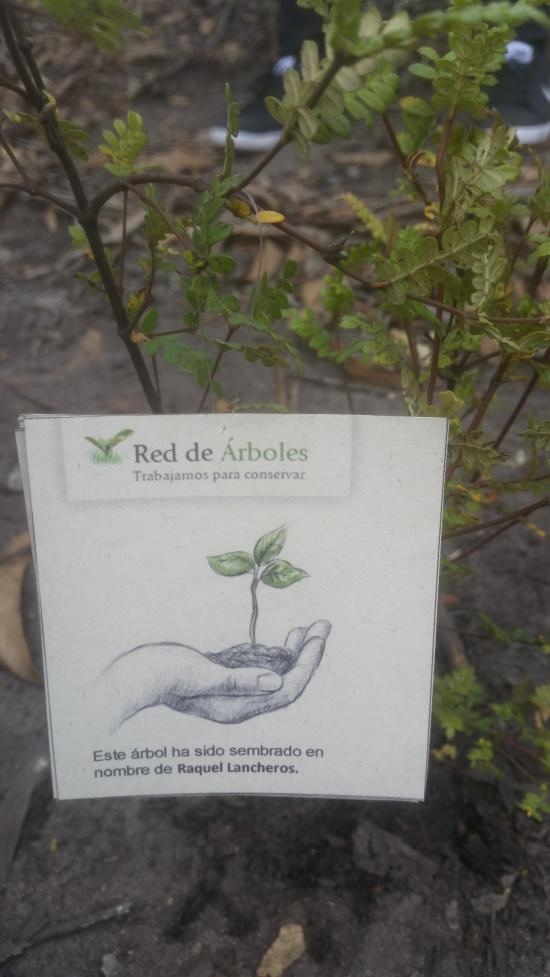 Red de Árboles
Trabajamos para conservar
Este árbol ha sido sembrado en
nombre de Raquel Lancheros.